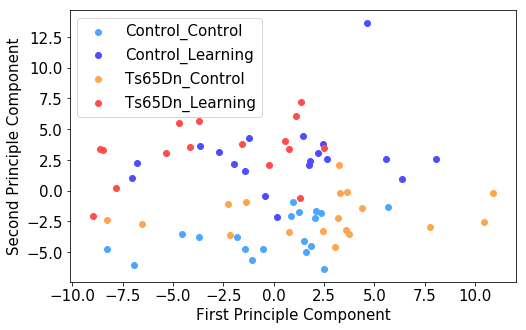 Control_Control
Control_Learning
Ts65Dn_Control
Ts65Dn_Learning
12.5
10.0
7.5
5.0
2.5
0.0
−2.5
−5.0
Second Principle Component
−10.0 −7.5 −5.0 −2.5 0.0 2.5 5.0 7.5 10.0
First Principle Component